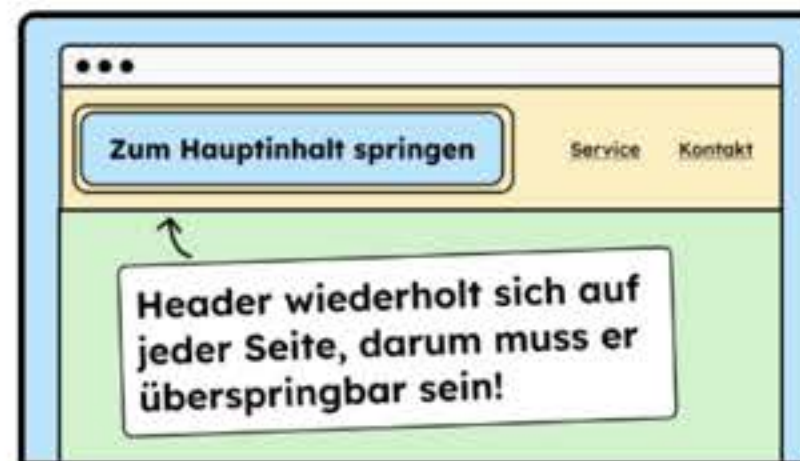 Zum Hauptinhalt springen
Service
Kontakt
Header wiederholt sich auf
jeder Seite, darum muss er
überspringbar sein!